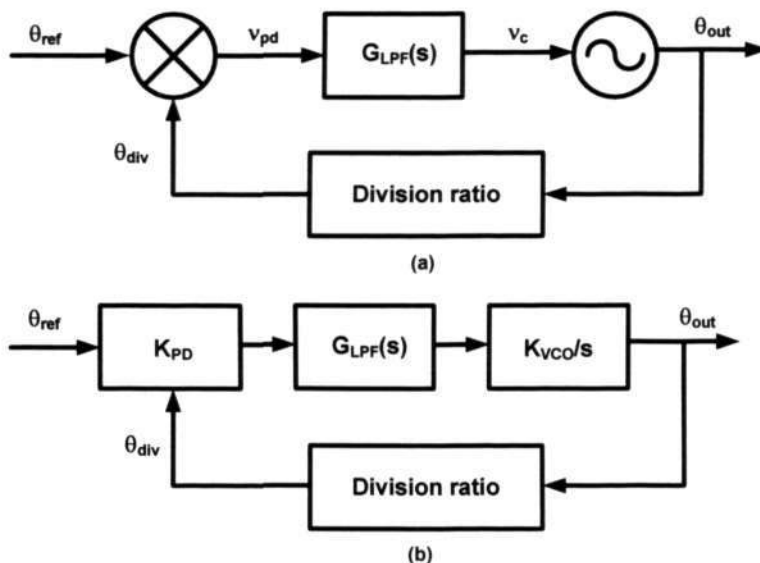 θref
νpd
GLPF(s)
νc
θout
θdiv
Division ratio
(a)
θref
KPD
GLPF(s)
KVCO/s
θout
θdiv
Division ratio
(b)